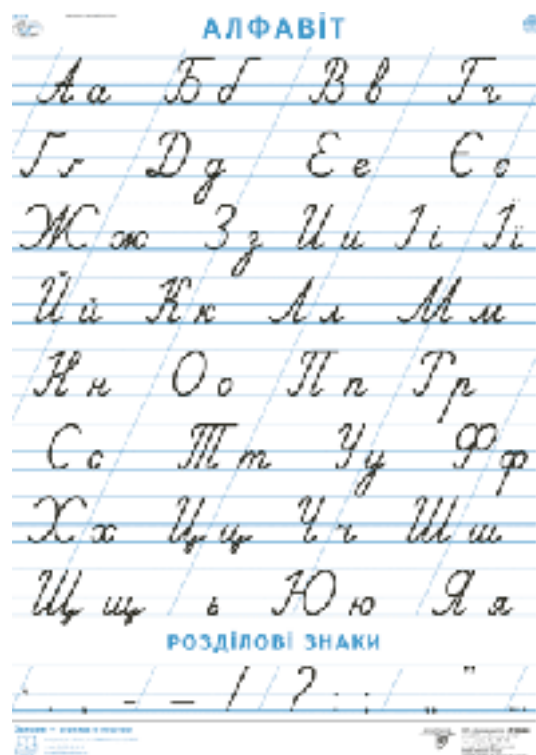 АЛФАВіТ
Аа Бб Вв Гг
Ґґ Дд Ее Єє
Жж Зз Ии Іі Її
Йй Кк Лл Мм
Нн Оо Пп Рр
Сс Тт Уу Фф
Хх Цц Чч Шш
Щщ ь Юю Яя
РОЗДіЛОВі ЗНАКИ